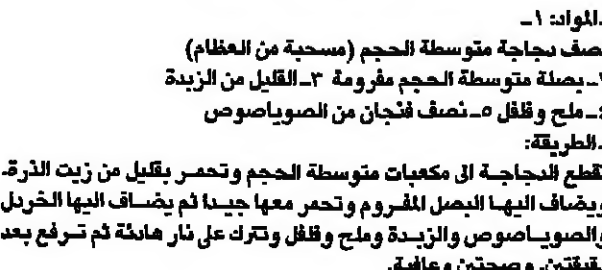 .المواد: ١ـ
نصف دجاجة متوسطة الحجم (مسحبة من العظام)
٢ـ بصلة متوسطة الحجم مفرومة ٣ـ القليل من الزبدة
٤ـ ملح وفلفل ٥ـ نصف فنجان من الصوياصوص
.الطريقة:
تقطع الدجاجة الى مكعبات متوسطة الحجم وتحمر بقليل من زيت الذرة.
ويضاف اليها البصل المفروم وتحمر معها جيدا ثم يضاف اليها الخردل
والصوياصوص والزبدة وملح وفلفل وتترك على نار هادئة ثم ترفع بعد
دقيقتين. وصحتين وعافية.